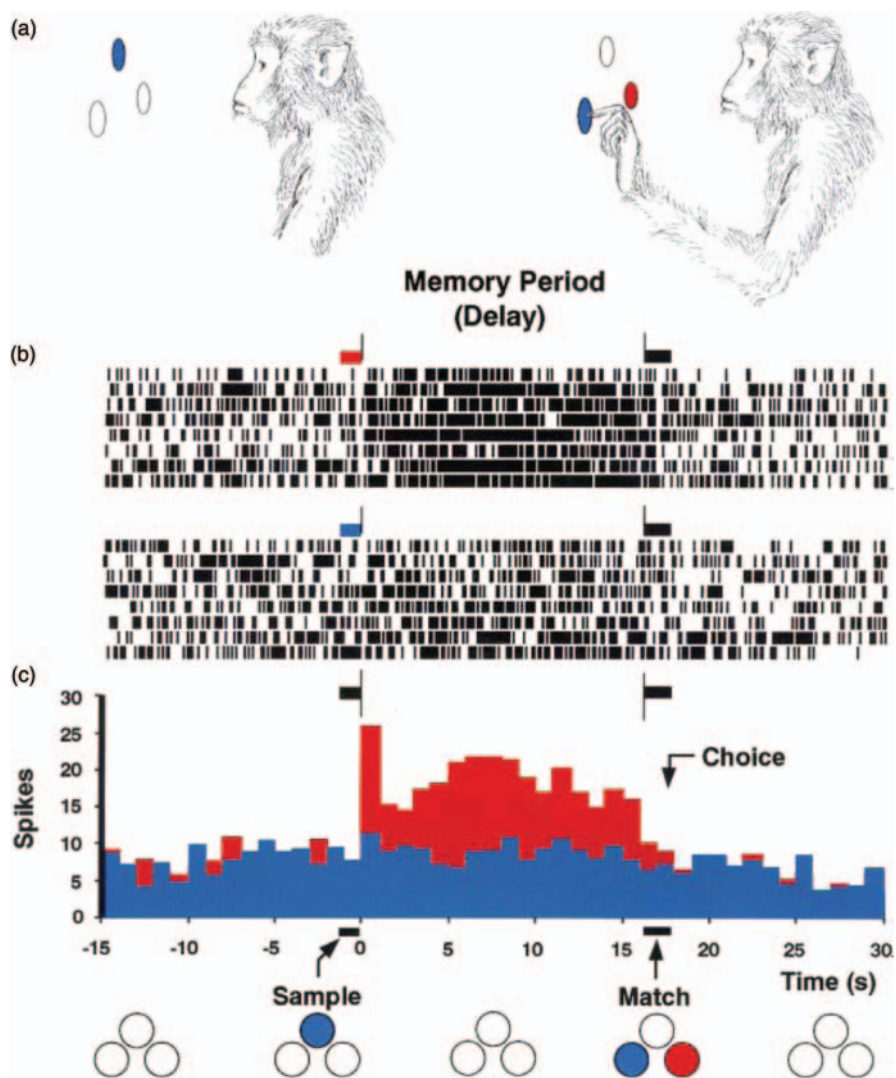 (a)
Memory Period
(Delay)
(b)
(c)
30
25
20
15
10
5
0
Spikes
Choice
-15 -10 -5 0 5 10 15 20 25 30
Time (s)
Sample Match